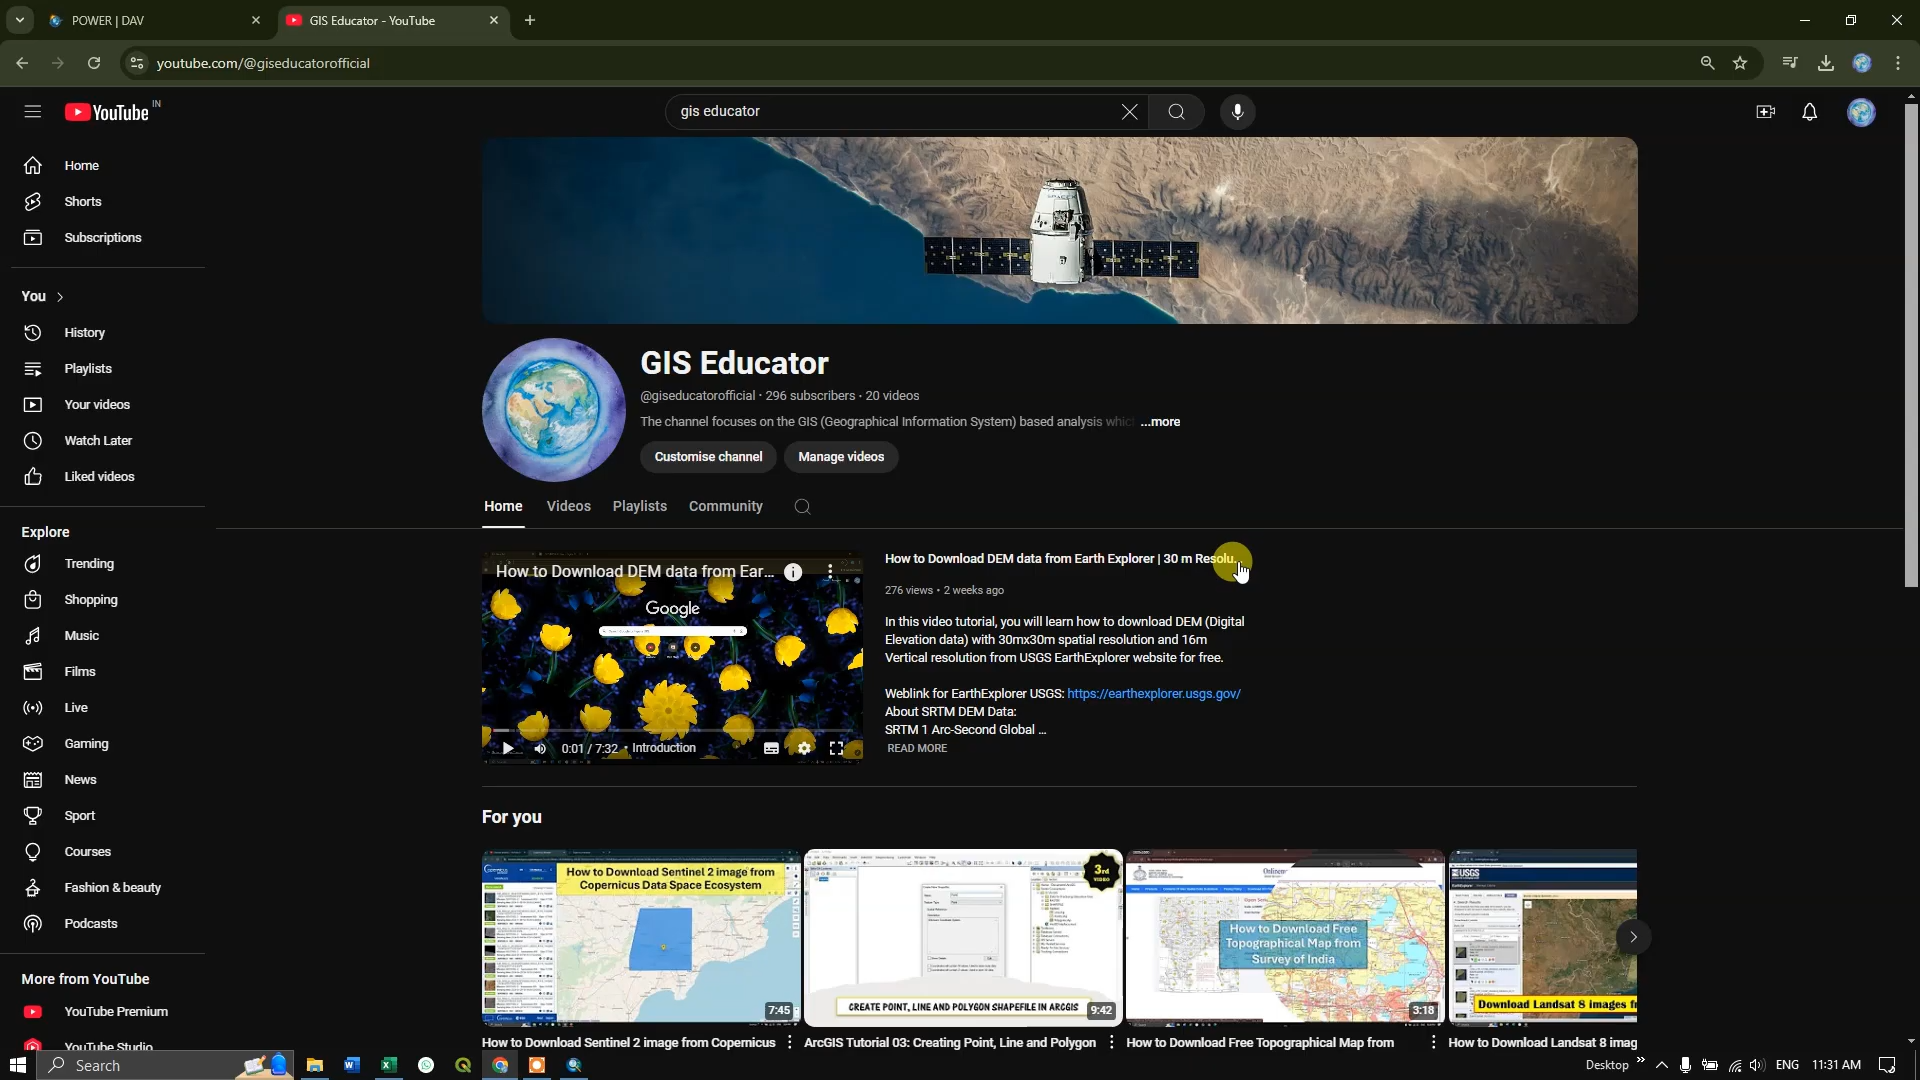 POWER | DAV
GIS Educator - YouTube
youtube.com/@giseducatorofficial
YouTube IN
gis educator
Home
Shorts
Subscriptions
You
History
Playlists
Your videos
Watch Later
Liked videos
Explore
Trending
Shopping
Music
Films
Live
Gaming
News
Sport
Courses
Fashion & beauty
Podcasts
More from YouTube
YouTube Premium
YouTube Studio
GIS Educator
@giseducatorofficial · 296 subscribers · 20 videos
The channel focuses on the GIS (Geographical Information System) based analysis whic ...more
Customise channel
Manage videos
Home
Videos
Playlists
Community
How to Download DEM data from Ear...
Google
0:01 / 7:32 • Introduction
How to Download DEM data from Earth Explorer | 30 m Resolu...
276 views • 2 weeks ago
In this video tutorial, you will learn how to download DEM (Digital
Elevation data) with 30mx30m spatial resolution and 16m
Vertical resolution from USGS EarthExplorer website for free.
Weblink for EarthExplorer USGS: https://earthexplorer.usgs.gov/
About SRTM DEM Data:
SRTM 1 Arc-Second Global ...
READ MORE
For you
How to Download Sentinel 2 image from
Copernicus Data Space Ecosystem
7:45
3rd
VIDEO
CREATE POINT, LINE AND POLYGON SHAPEFILE IN ARCGIS
9:42
How to Download Free
Topographical Map from
Survey of India
3:18
USGS
Download Landsat 8 images fr
How to Download Sentinel 2 image from Copernicus
ArcGIS Tutorial 03: Creating Point, Line and Polygon
How to Download Free Topographical Map from
How to Download Landsat 8 imag
Search
Desktop
ENG
11:31 AM